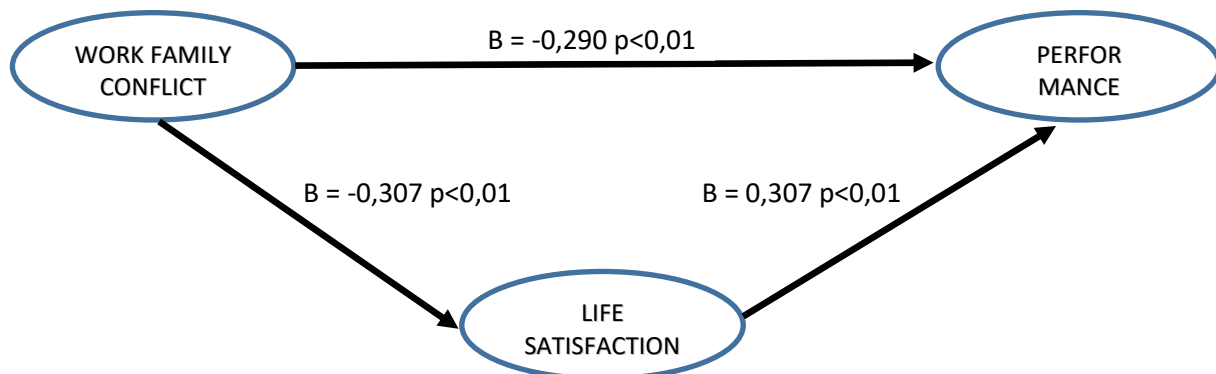 B = -0,290 p<0,01
WORK FAMILY
CONFLICT
PERFOR
MANCE
B = -0,307 p<0,01
B = 0,307 p<0,01
LIFE
SATISFACTION